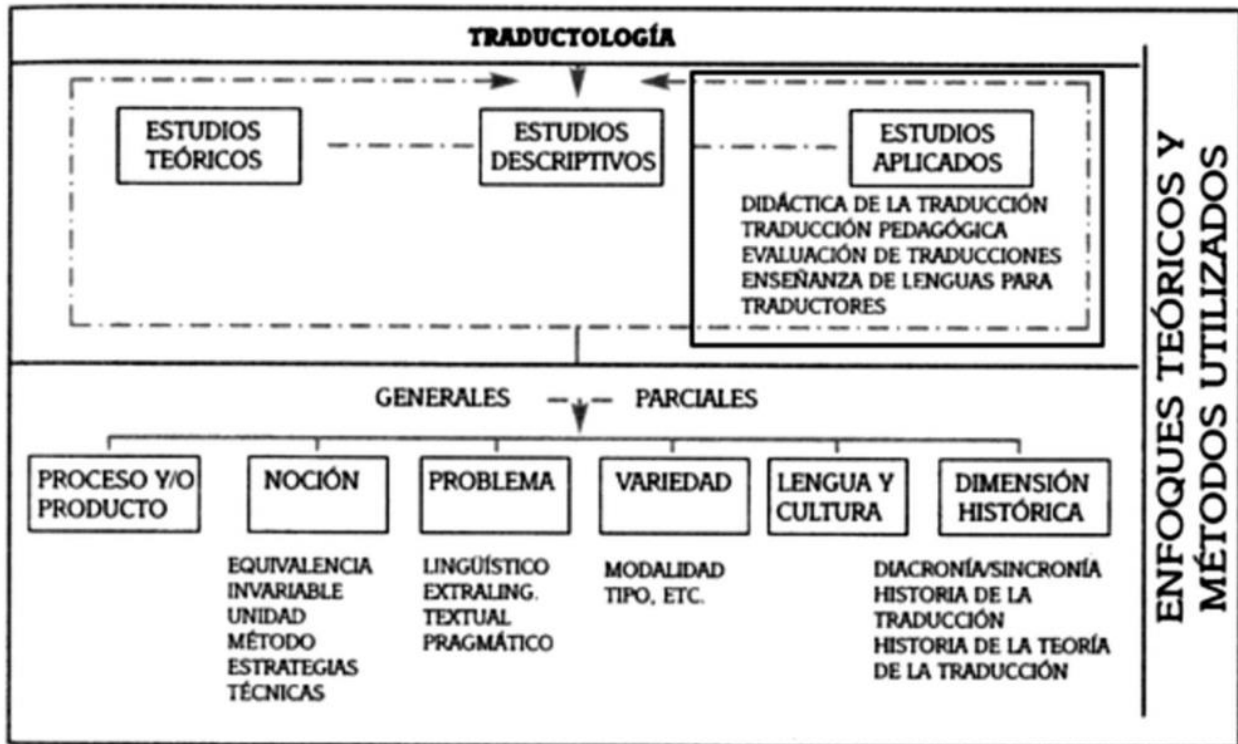 TRADUCTOLOGÍA
ESTUDIOS
TEÓRICOS
ESTUDIOS
DESCRIPTIVOS
ESTUDIOS
APLICADOS
DIDÁCTICA DE LA TRADUCCIÓN
TRADUCCIÓN PEDAGÓGICA
EVALUACIÓN DE TRADUCCIONES
ENSEÑANZA DE LENGUAS PARA
TRADUCTORES
GENERALES
PARCIALES
PROCESO Y/O
PRODUCTO
NOCIÓN
EQUIVALENCIA
INVARIABLE
UNIDAD
MÉTODO
ESTRATEGIAS
TÉCNICAS
PROBLEMA
LINGÜÍSTICO
EXTRALING.
TEXTUAL
PRAGMÁTICO
VARIEDAD
MODALIDAD
TIPO, ETC.
LENGUA Y
CULTURA
DIMENSIÓN
HISTÓRICA
DIACRONÍA/SINCRONÍA
HISTORIA DE LA
TRADUCCIÓN
HISTORIA DE LA TEORÍA
DE LA TRADUCCIÓN
ENFOQUES TEÓRICOS Y
MÉTODOS UTILIZADOS